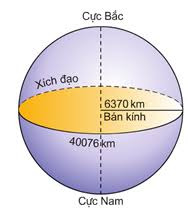 Cực Bắc
Xích đạo
6370 km
Bán kính
40076 km
Cực Nam